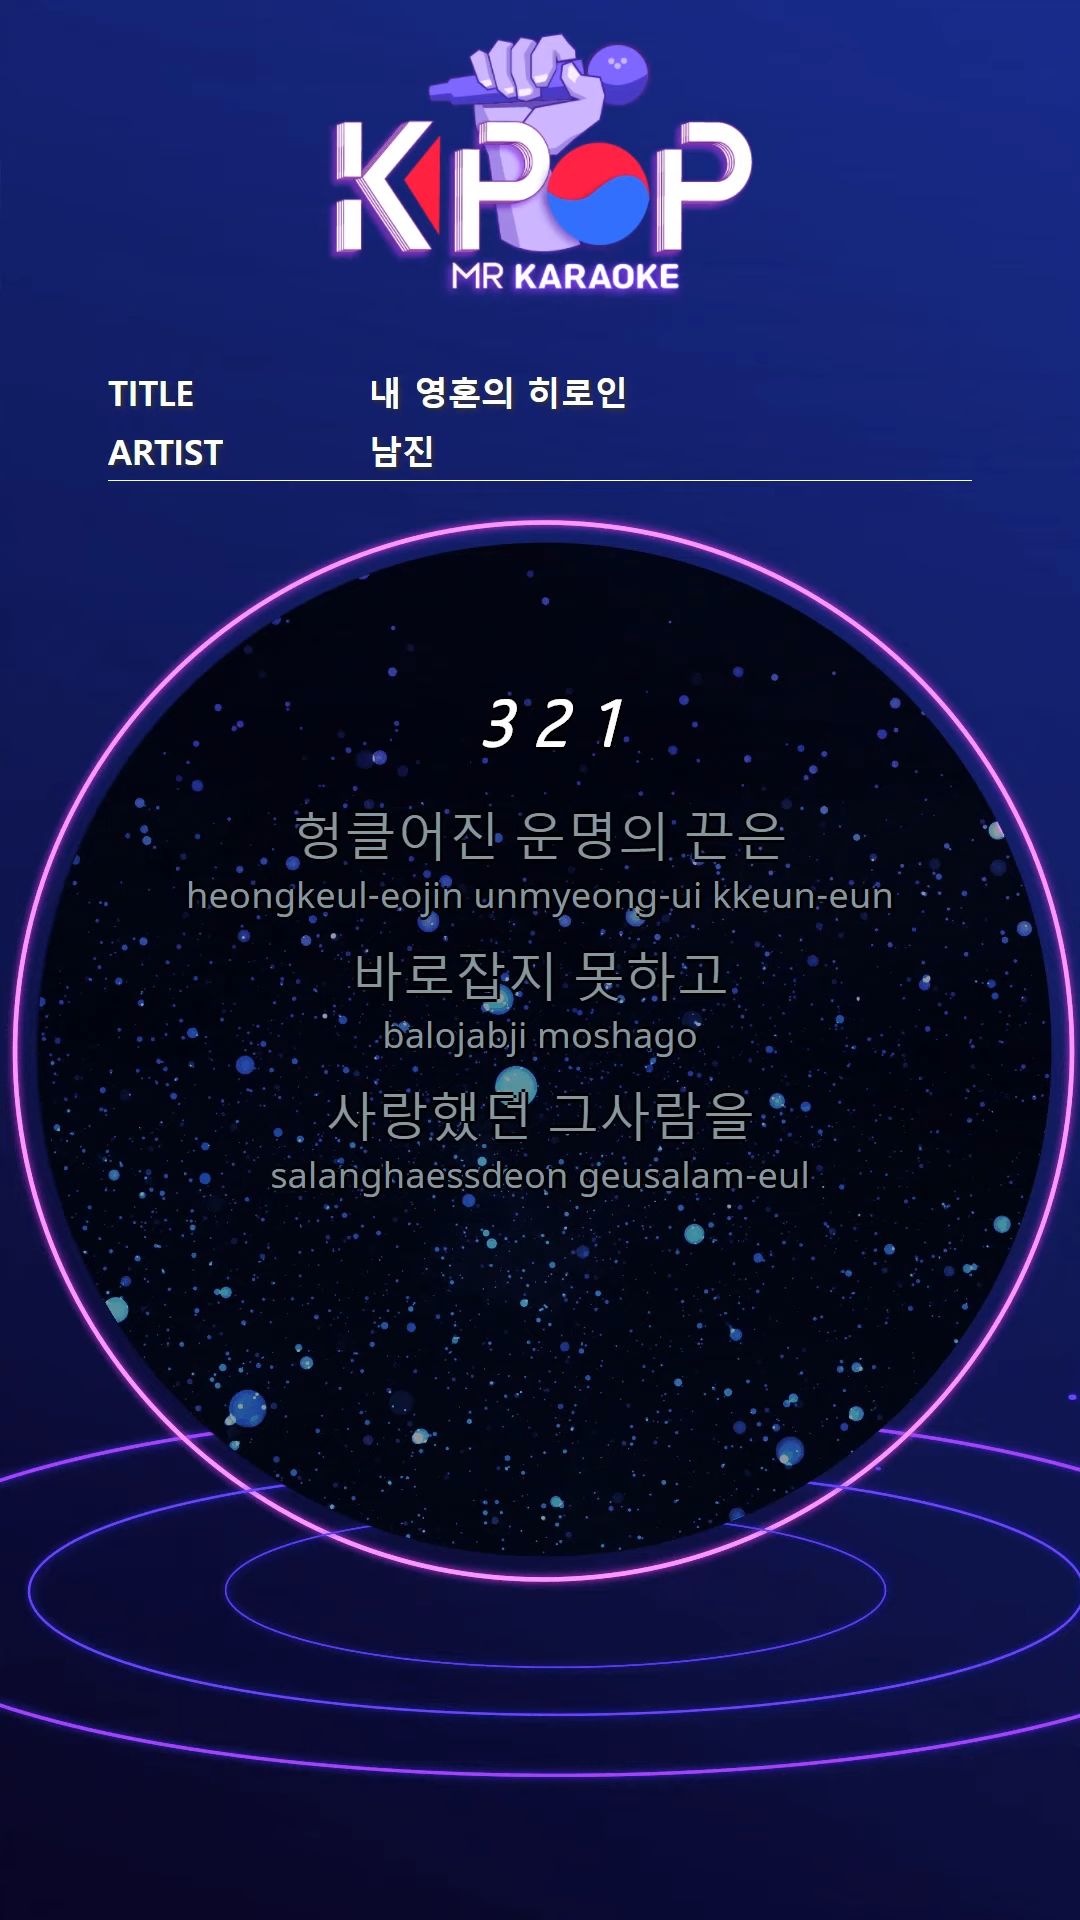 KPOP
MR KARAOKE
TITLE 내 영혼의 히로인
ARTIST 남진
3 2 1
헝클어진 운명의 끈은
heongkeul-eojin unmyeong-ui kkeun-eun
바로잡지 못하고
balojabji moshago
사랑했던 그사람을
salanghaessdeon geusalam-eul